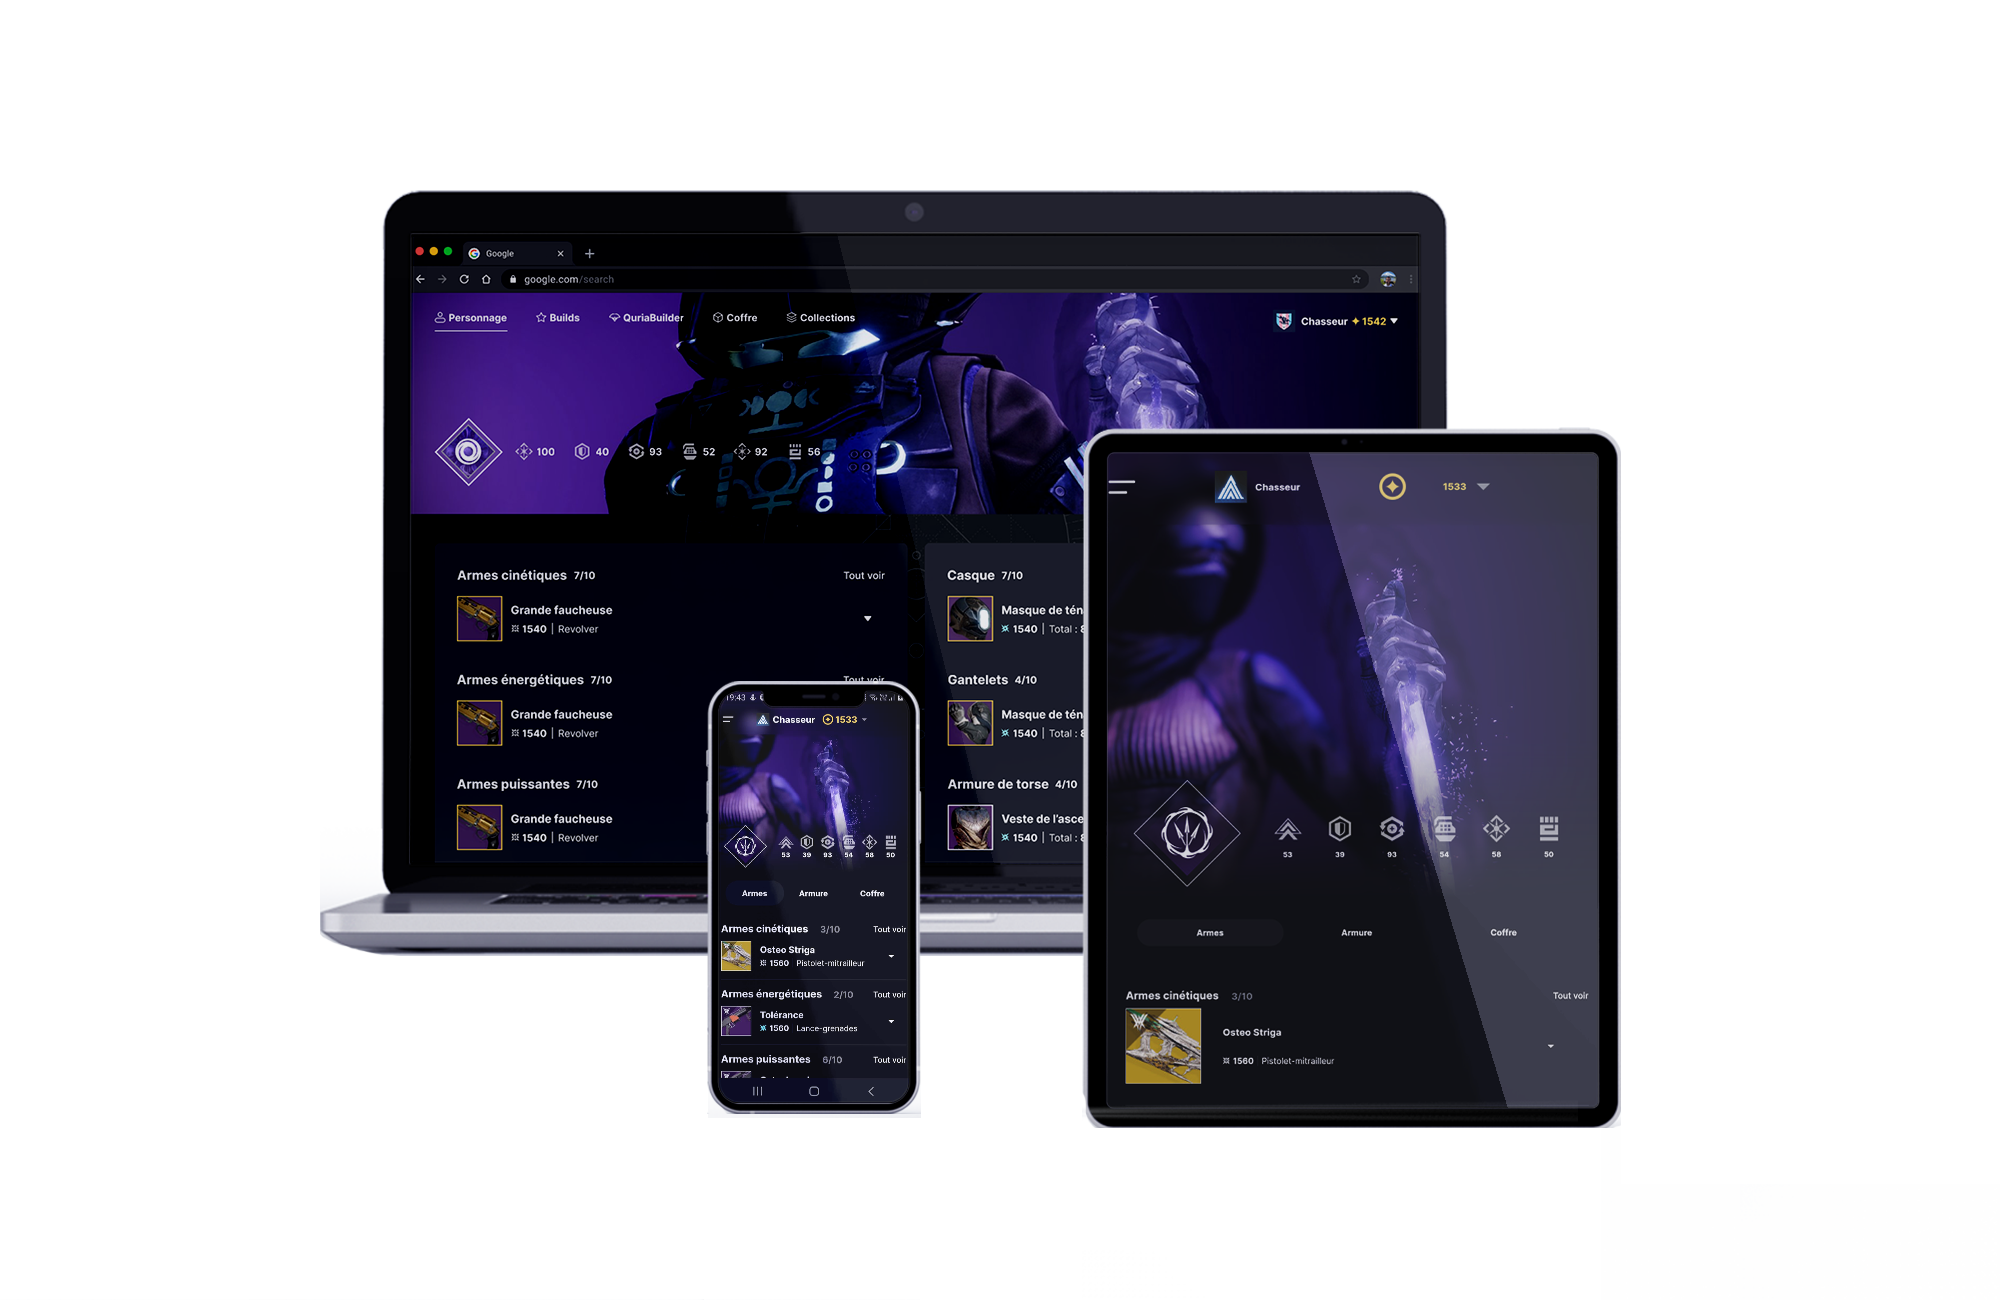 Google
google.com/search
Personnage Builds QuriaBuilder Coffre Collections
Chasseur 1542
100 40 93 52 92 56
Armes cinétiques 7/10 Tout voir
Grande faucheuse
1540 | Revolver
Armes énergétiques 7/10 Tout voir
Grande faucheuse
1540 | Revolver
Armes puissantes 7/10
Grande faucheuse
1540 | Revolver
Casque 7/10
Masque de tén
1540 | Total : 8
Gantelets 4/10
Masque de tén
1540 | Total : 8
Armure de torse 4/10
Veste de l'asce
1540 | Total :
19:43
Chasseur 1533
53 39 93 54 58 50
Armes Armure Coffre
Armes cinétiques 3/10 Tout voir
Osteo Striga
1560 Pistolet-mitrailleur
Armes énergétiques 2/10 Tout voir
Tolérance
1560 Lance-grenades
Armes puissantes 6/10 Tout voir
Chasseur 1533
53 39 93 54 58 50
Armes Armure Coffre
Armes cinétiques 3/10 Tout voir
Osteo Striga
1560 Pistolet-mitrailleur